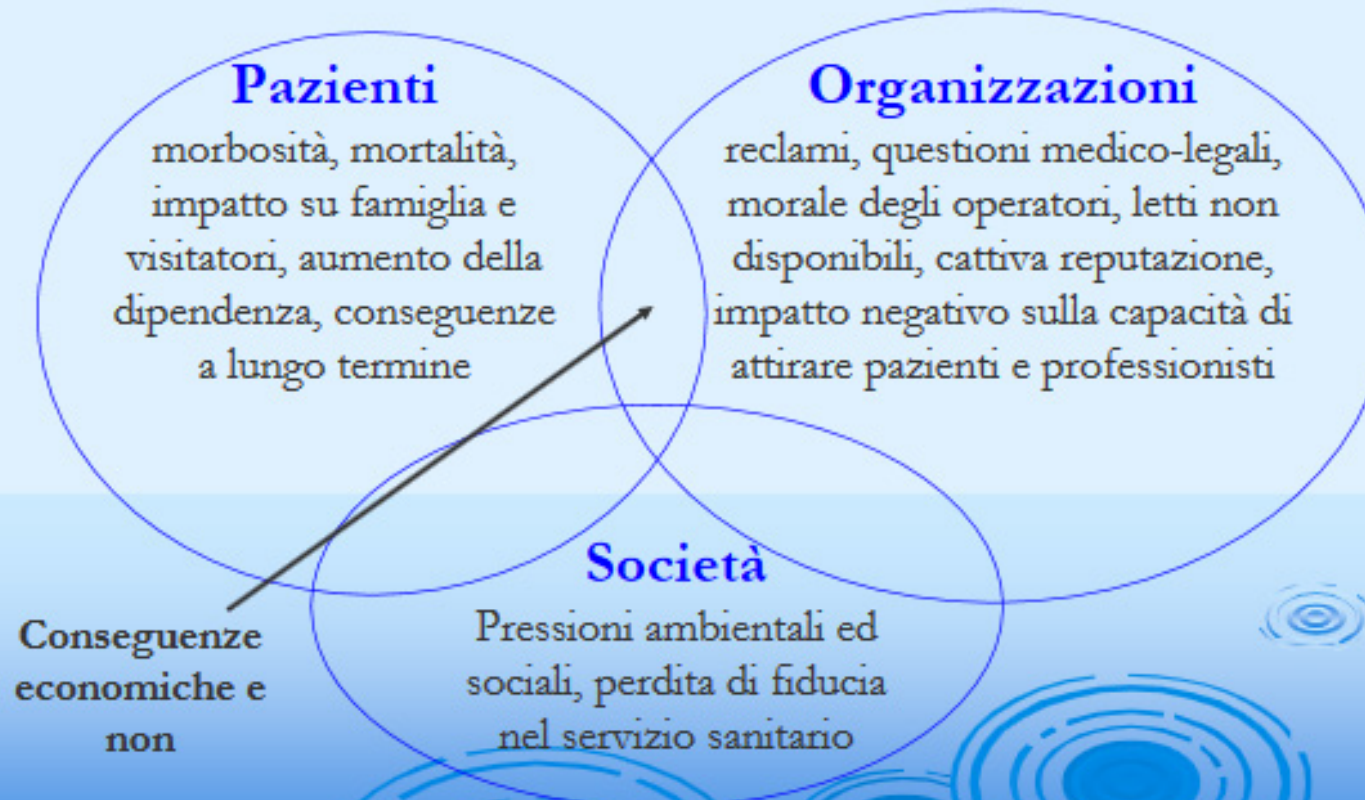 Pazienti
morbosità, mortalità,
impatto su famiglia e
visitatori, aumento della
dipendenza, conseguenze
a lungo termine
Organizzazioni
reclami, questioni medico-legali,
morale degli operatori, letti non
disponibili, cattiva reputazione,
impatto negativo sulla capacità di
attirare pazienti e professionisti
Società
Pressioni ambientali ed
sociali, perdita di fiducia
nel servizio sanitario
Conseguenze
economiche e
non